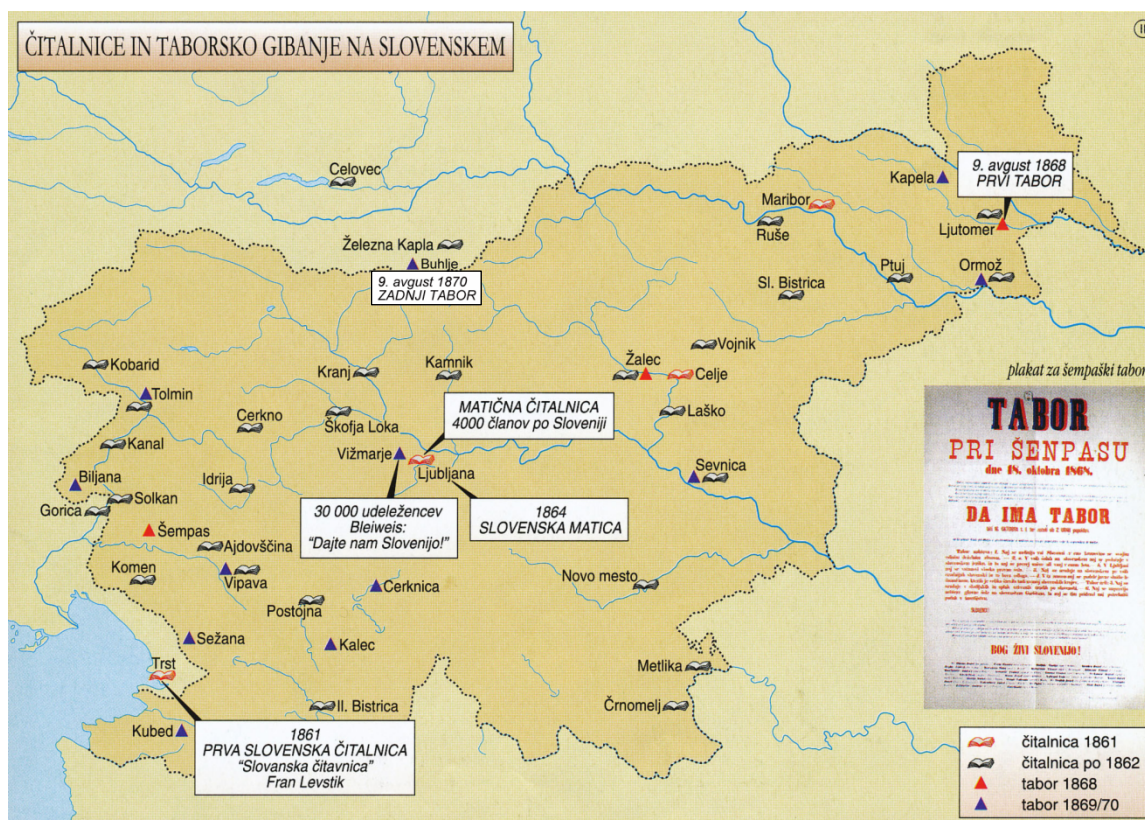 ČITALNICE IN TABORSKO GIBANJE NA SLOVENSKEM
Celovec
Kapela
9. avgust 1868
PRVI TABOR
Maribor
Ruše
Ljutomer
Železna Kapla
Buhlje
9. avgust 1870
ZADNJI TABOR
Ptuj
Ormož
Sl. Bistrica
Vojnik
Kobarid
Kranj
Kamnik
Žalec
Celje
Tolmin
Cerkno
Škofja Loka
MATIČNA ČITALNICA
4000 članov po Sloveniji
Laško
Kanal
Vižmarje
Ljubljana
Biljana
Idrija
Sevnica
Solkan
Gorica
30 000 udeležencev
Bleiweis:
"Dajte nam Slovenijo!"
1864
SLOVENSKA MATICA
Šempas
Ajdovščina
Komen
Vipava
Cerknica
Novo mesto
Postojna
Sežana
Kalec
Trst
Metlika
Il. Bistrica
Črnomelj
Kubed
1861
PRVA SLOVENSKA ČITALNICA
"Slovanska čitavnica"
Fran Levstik
plakat za šempaški tabor
TABOR
PRI ŠENPASU
dne 18. oktobra 1868.
DA IMA TABOR
BOG ŽIVI SLOVENIJO!
čitalnica 1861
čitalnica po 1862
tabor 1868
tabor 1869/70